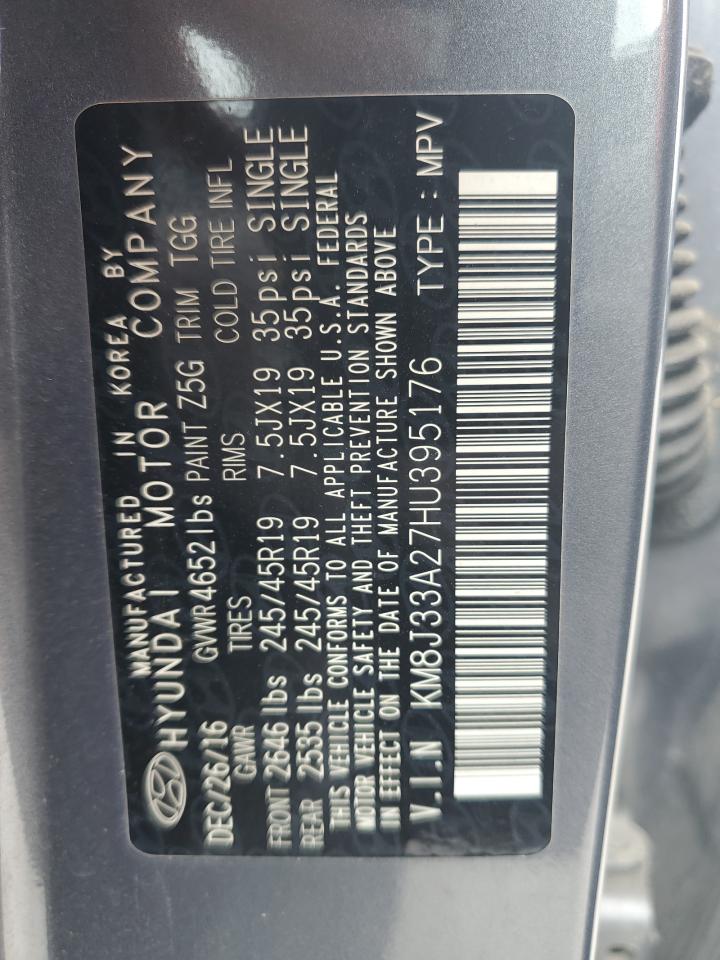 MANUFACTURED IN KOREA BY
HYUNDAI MOTOR COMPANY
DEC/26/16 GVWR 4652 lbs PAINT Z5G TRIM TGG
GAWR TIRES RIMS COLD TIRE INFL
FRONT 2646 lbs 245/45R19 7.5JX19 35psi SINGLE
REAR 2535 lbs 245/45R19 7.5JX19 35psi SINGLE
THIS VEHICLE CONFORMS TO ALL APPLICABLE U.S.A. FEDERAL
MOTOR VEHICLE SAFETY AND THEFT PREVENTION STANDARDS
IN EFFECT ON THE DATE OF MANUFACTURE SHOWN ABOVE
V.I.N KM8J33A27HU395176 TYPE : MPV